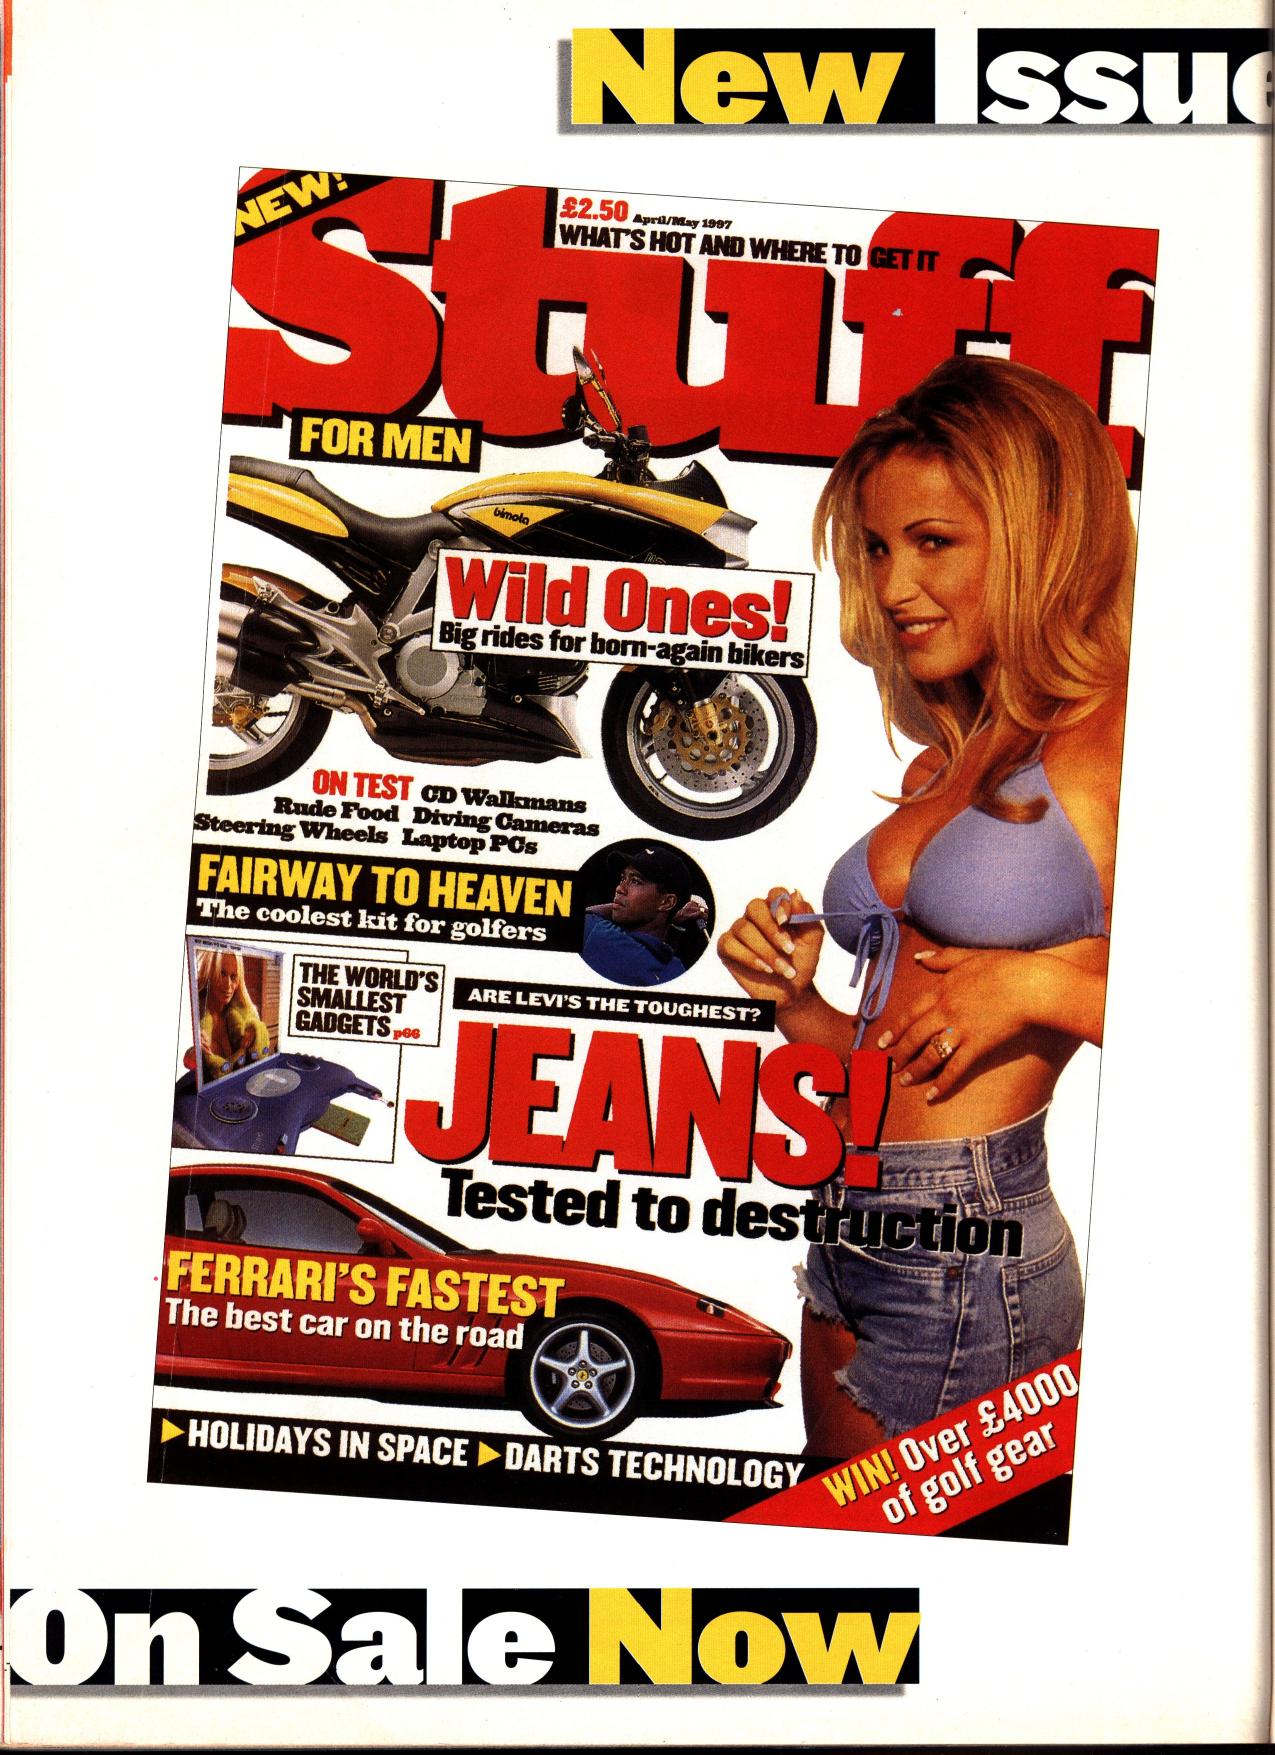 New Issue
NEW!
£2.50 April/May 1997
WHAT'S HOT AND WHERE TO GET IT
Stuff
FOR MEN
bimota
Wild Ones!
Big rides for born-again bikers
ON TEST CD Walkmans
Rude Food Diving Cameras
Steering Wheels Laptop PCs
FAIRWAY TO HEAVEN
The coolest kit for golfers
THE WORLD'S
SMALLEST
GADGETS p66
ARE LEVI'S THE TOUGHEST?
JEANS!
Tested to destruction
FERRARI'S FASTEST
The best car on the road
HOLIDAYS IN SPACE DARTS TECHNOLOGY
WIN! Over £4000
of golf gear
On Sale Now